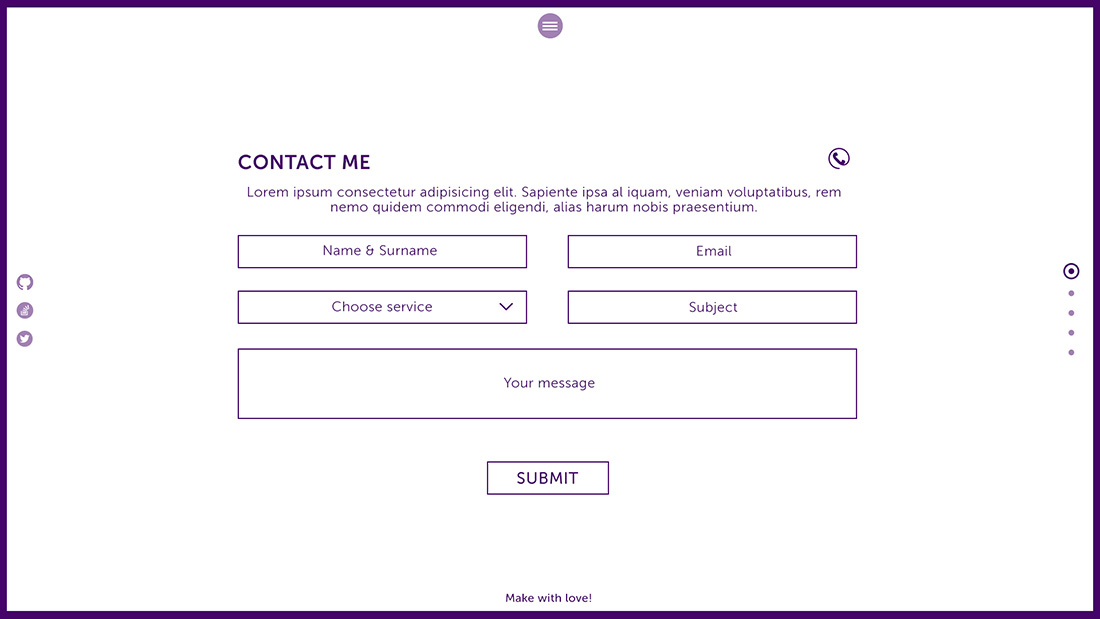 CONTACT ME
Lorem ipsum consectetur adipisicing elit. Sapiente ipsa al iquam, veniam voluptatibus, rem
nemo quidem commodi eligendi, alias harum nobis praesentium.
Name & Surname
Email
Choose service
Subject
Your message
SUBMIT
Make with love!